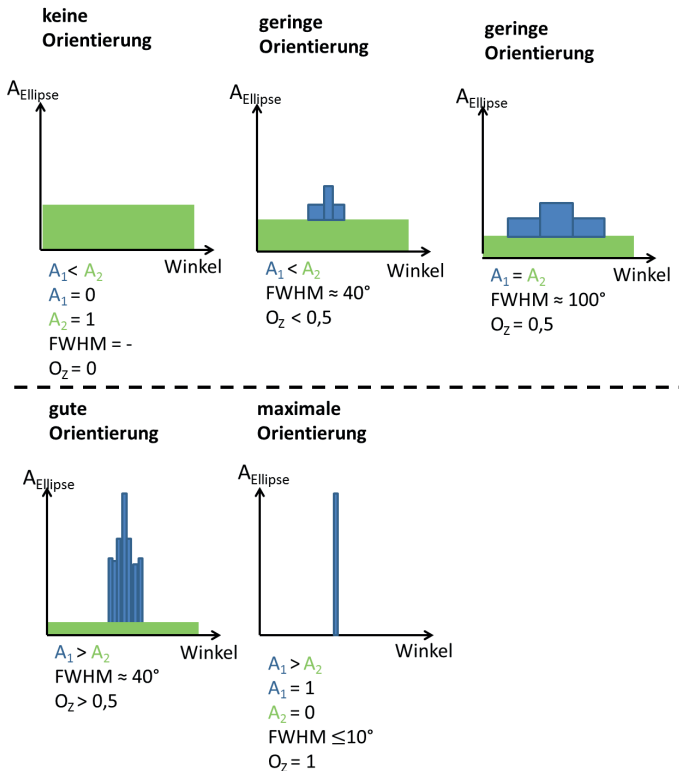 keine
Orientierung
A_Ellipse
Winkel
A₁< A₂
A₁ = 0
A₂ = 1
FWHM = -
O_Z = 0
geringe
Orientierung
A_Ellipse
Winkel
A₁ < A₂
FWHM ≈ 40°
O_Z < 0,5
geringe
Orientierung
A_Ellipse
Winkel
A₁ = A₂
FWHM ≈ 100°
O_Z = 0,5
gute
Orientierung
A_Ellipse
Winkel
A₁ > A₂
FWHM ≈ 40°
O_Z > 0,5
maximale
Orientierung
A_Ellipse
Winkel
A₁ > A₂
A₁ = 1
A₂ = 0
FWHM ≤10°
O_Z = 1